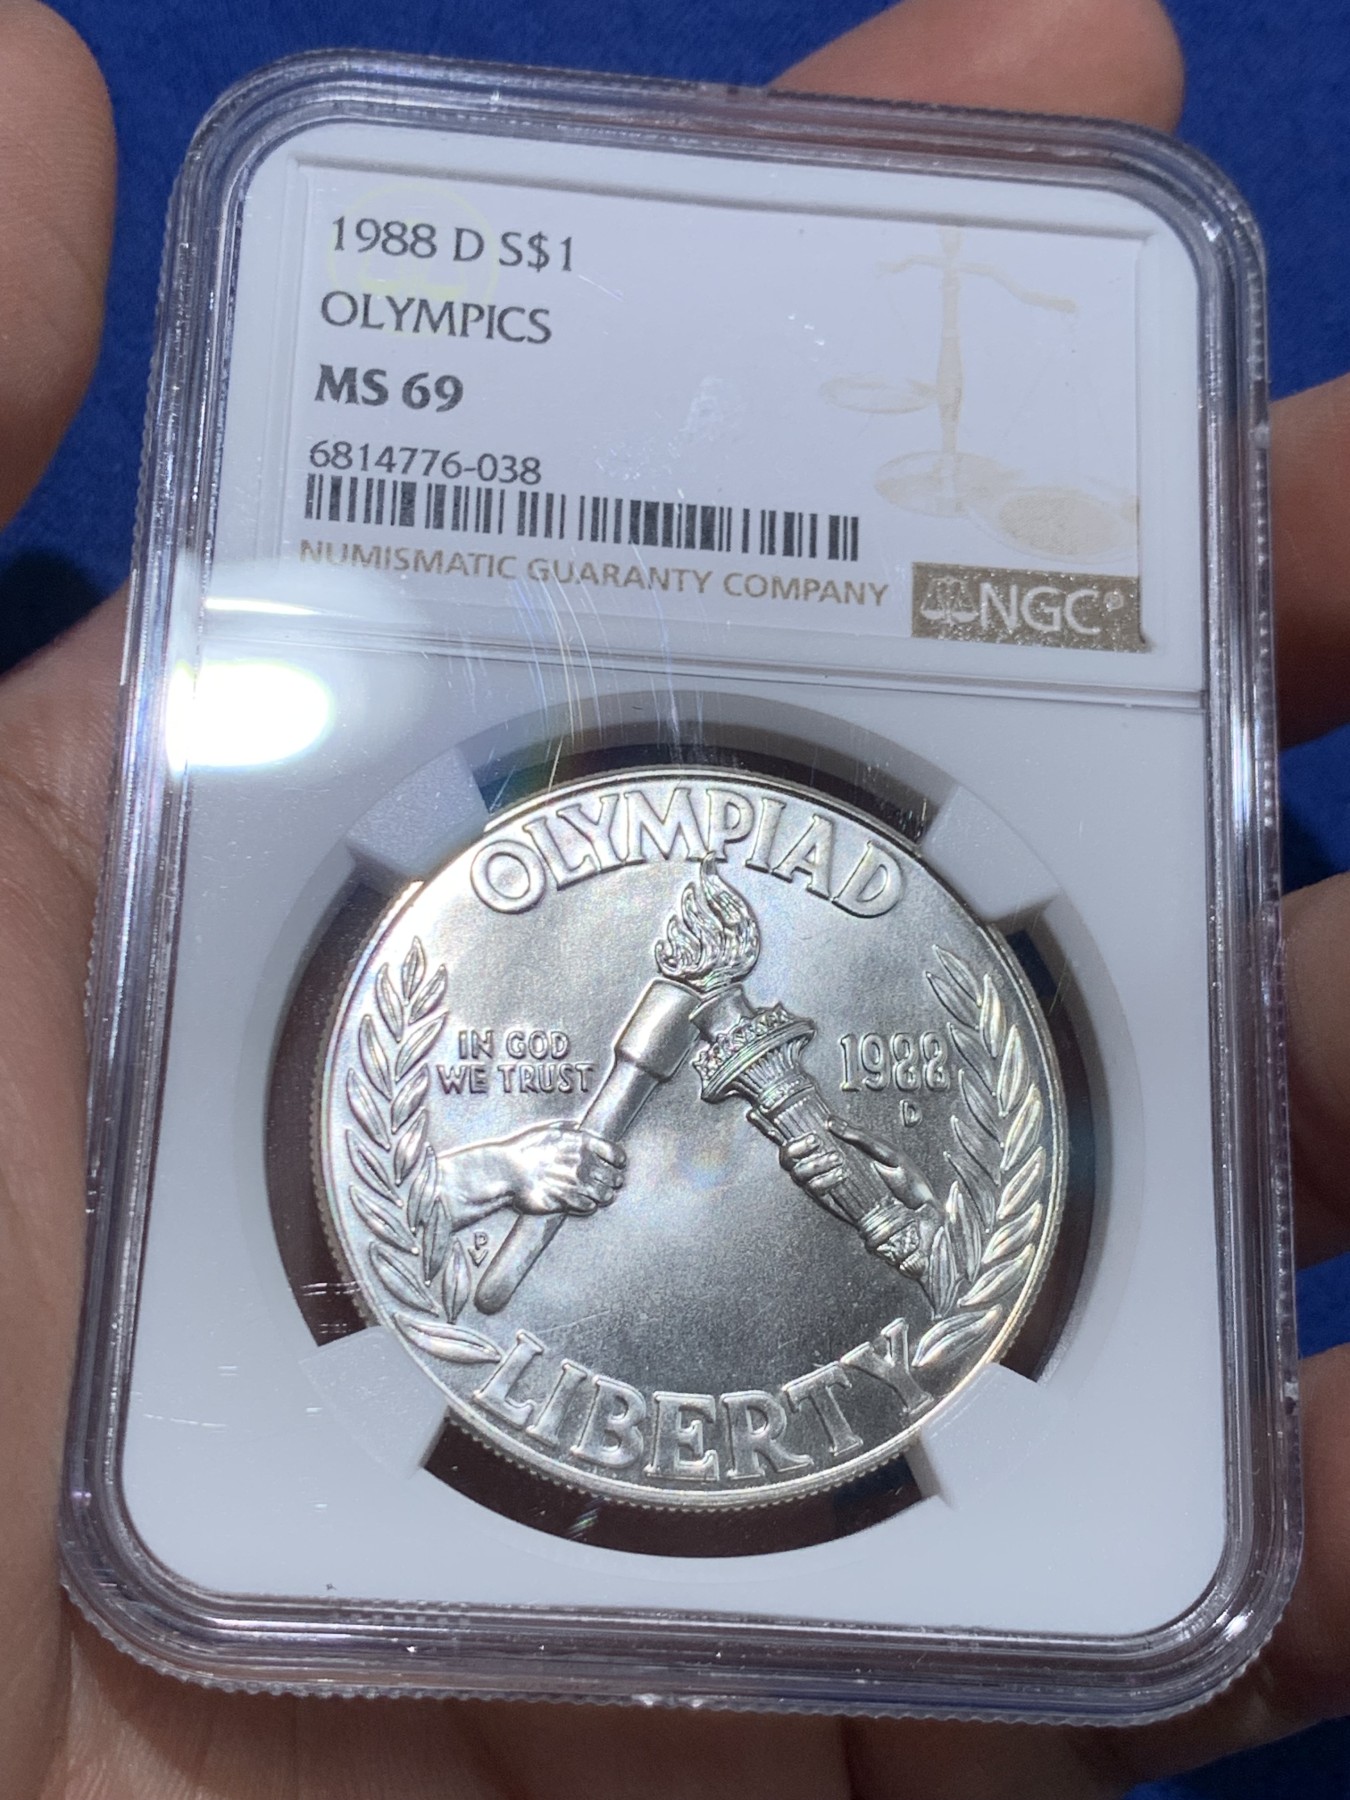 1988 D S$1
OLYMPICS
MS 69
6814776-038
NUMISMATIC GUARANTY COMPANY
NGC®
OLYMPIAD
IN GOD
WE TRUST
1988
D
P
V
LIBERTY